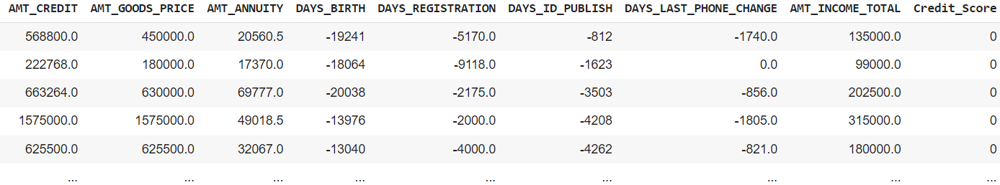 AMT_CREDIT AMT_GOODS_PRICE AMT_ANNUITY DAYS_BIRTH DAYS_REGISTRATION DAYS_ID_PUBLISH DAYS_LAST_PHONE_CHANGE AMT_INCOME_TOTAL Credit_Score
568800.0 450000.0 20560.5 -19241 -5170.0 -812 -1740.0 135000.0 0
222768.0 180000.0 17370.0 -18064 -9118.0 -1623 0.0 99000.0 0
663264.0 630000.0 69777.0 -20038 -2175.0 -3503 -856.0 202500.0 0
1575000.0 1575000.0 49018.5 -13976 -2000.0 -4208 -1805.0 315000.0 0
625500.0 625500.0 32067.0 -13040 -4000.0 -4262 -821.0 180000.0 0
... ... ... ... ... ... ... ... ...